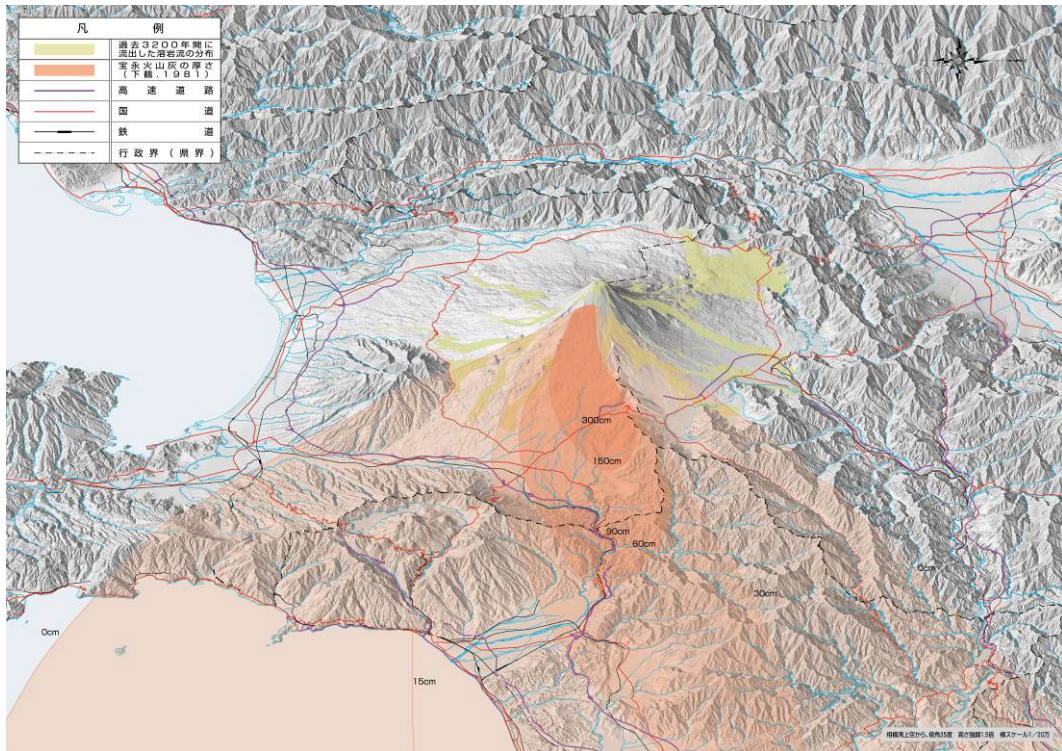 凡 例
過去3200年間に
流出した溶岩流の分布
宝永火山灰の厚さ
(下鶴.1981)
高速道路
国道
鉄道
行政界(県界)
300cm
150cm
90cm
60cm
30cm
0cm
0cm
15cm
相模湾上空から、俯角35度 高さ強調1.5倍 横スケール1/20万